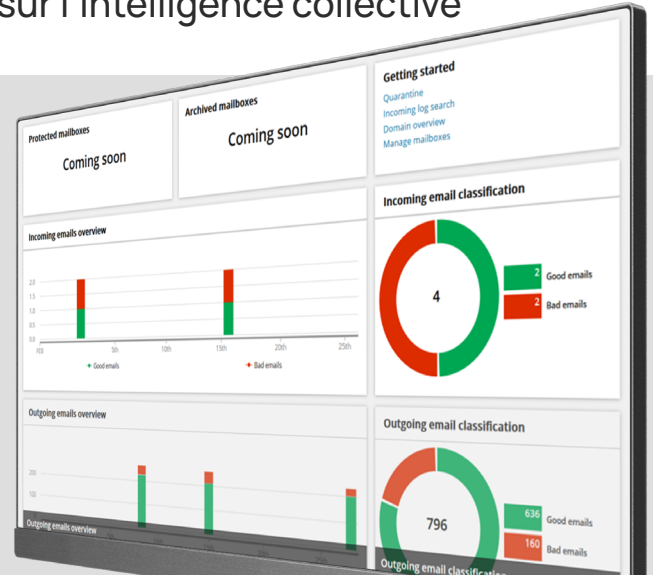 sur l'intelligence collective
Protected mailboxes
Coming soon
Archived mailboxes
Coming soon
Getting started
Quarantine
Incoming log search
Domain overview
Manage mailboxes
Incoming emails overview
2.0
1.5
1.0
0.5
0.0
5th
10th
15th
20th
25th
Good emails
Bad emails
Incoming email classification
4
2 Good emails
2 Bad emails
Outgoing emails overview
200
100
Outgoing emails overview
Outgoing email classification
796
636 Good emails
160 Bad emails
Outgoing email classification